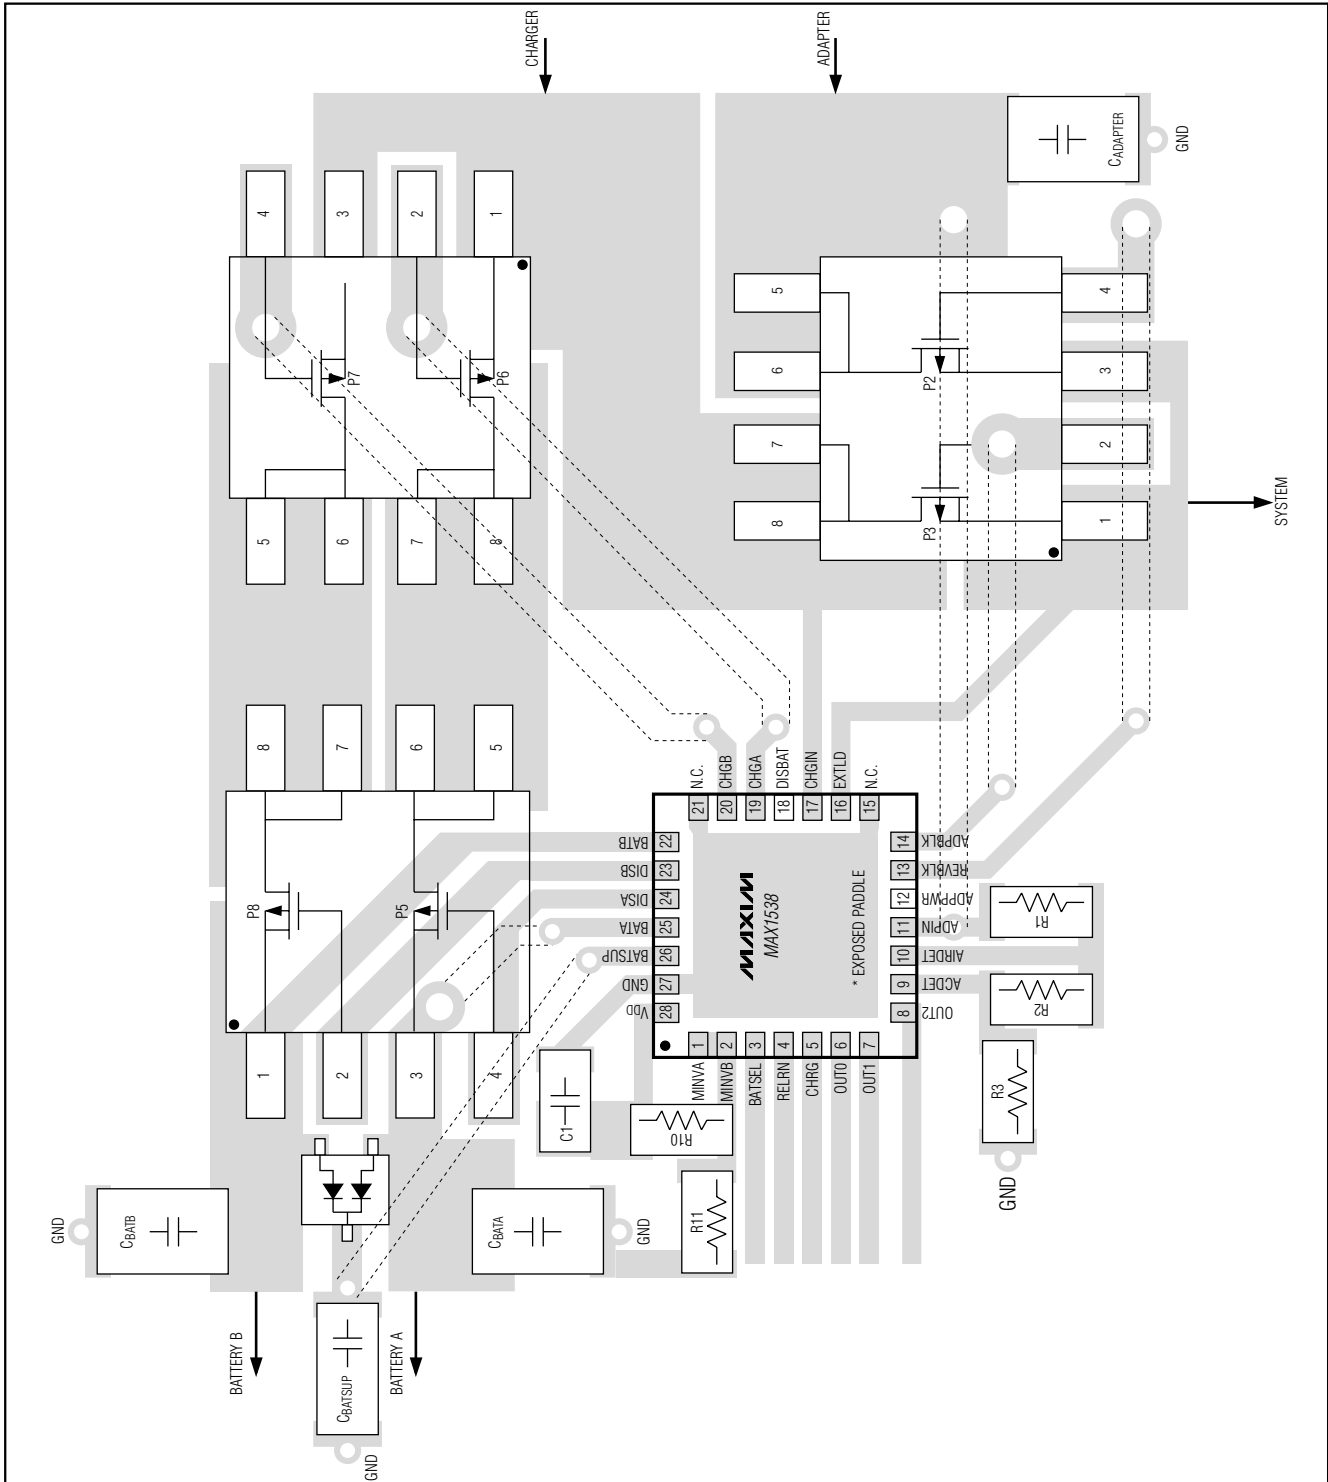 CHARGER
ADAPTER
CADAPTER
GND
4
3
2
1
P7
P6
5
6
7
8
5
6
7
8
P2
P3
4
3
2
1
SYSTEM
8
7
6
5
P8
P5
1
2
3
4
21 N.C.
20 CHGB
19 CHGA
18 DISBAT
17 CHGIN
16 EXTLD
15 N.C.
BATB 22
DISB 23
DISA 24
BATA 25
BATSUP 26
GND 27
VDD 28
MAXIM
MAX1538
* EXPOSED PADDLE
14 ADPBLK
13 REVBLK
12 ADPPWR
11 ADPIN
10 AIRDET
9 ACDET
8 OUT2
MINVA 1
MINVB 2
BATSEL 3
RELRN 4
CHRG 5
OUT0 6
OUT1 7
R1
R2
R3
GND
C1
R10
R11
GND
CBATB
CBATA
GND
BATTERY B
CBATSUP
BATTERY A
GND